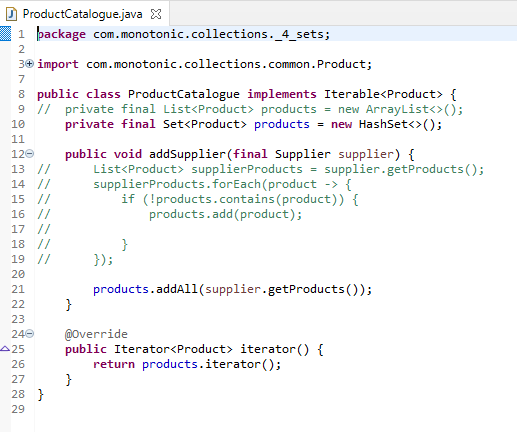 ProductCatalogue.java
1 package com.monotonic.collections._4_sets;
2
3 import com.monotonic.collections.common.Product;
7
8 public class ProductCatalogue implements Iterable<Product> {
9 // private final List<Product> products = new ArrayList<>();
10 private final Set<Product> products = new HashSet<>();
11
12 public void addSupplier(final Supplier supplier) {
13 // List<Product> supplierProducts = supplier.getProducts();
14 // supplierProducts.forEach(product -> {
15 // if (!products.contains(product)) {
16 // products.add(product);
17 //
18 // }
19 // });
20
21 products.addAll(supplier.getProducts());
22 }
23
24 @Override
25 public Iterator<Product> iterator() {
26 return products.iterator();
27 }
28 }
29